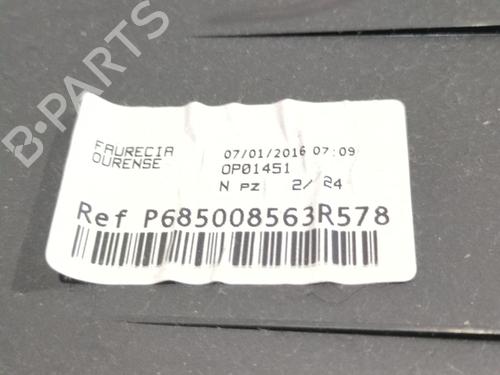 B-PARTS
FAURECIA
OURENSE
07/01/2016 07:09
OP01451
N pz 2/ 24
Ref P685008563R578